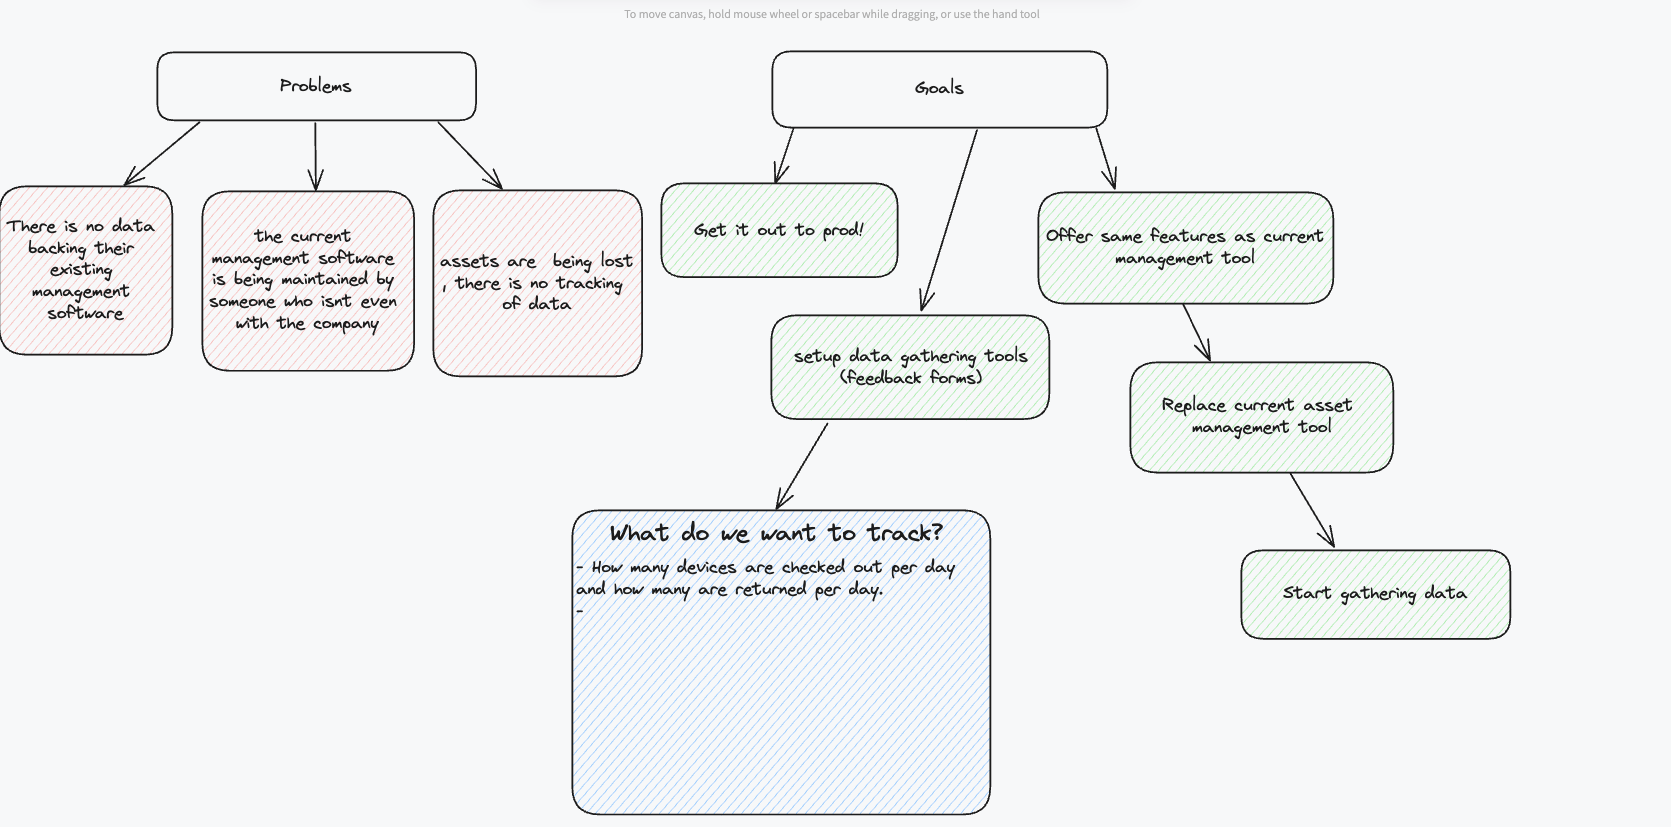 To move canvas, hold mouse wheel or spacebar while dragging, or use the hand tool
Problems
There is no data
backing their
existing
management
software
the current
management software
is being maintained by
someone who isnt even
with the company
assets are  being lost
, there is no tracking
of data
Goals
Get it out to prod!
setup data gathering tools
(feedback forms)
Offer same features as current
management tool
Replace current asset
management tool
Start gathering data
What do we want to track?
- How many devices are checked out per day
and how many are returned per day.
-